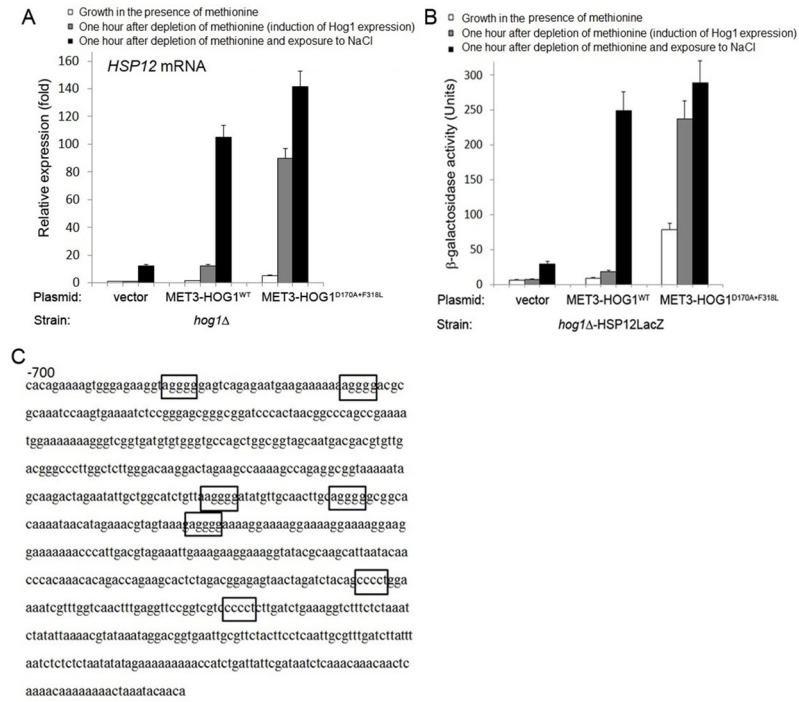 A
Growth in the presence of methionine
One hour after depletion of methionine (induction of Hog1 expression)
One hour after depletion of methionine and exposure to NaCl
HSP12 mRNA
Relative expression (fold)
160
140
120
100
80
60
40
20
0
Plasmid: vector MET3-HOG1WT MET3-HOG1D170A+F318L
Strain: hog1Δ
B
Growth in the presence of methionine
One hour after depletion of methionine (induction of Hog1 expression)
One hour after depletion of methionine and exposure to NaCl
β-galactosidase activity (Units)
300
250
200
150
100
50
0
Plasmid: vector MET3-HOG1WT MET3-HOG1D170A+F318L
Strain: hog1Δ-HSP12LacZ
C
-700
cacagaaaagtgggagaaggtagggggagtcagagaatgaagaaaaaaaggggacgc
gcaaatccaagtgaaaatctccgggagcgggcggatcccactaacggcccagccgaaaa
tggaaaaaaagggtcggtgatgtgtgggtgccagctggcggtagcaatgacgacgtgttg
acgggcccttggctcttgggacaaggactagaagccaaaagccagaggcggtaaaaata
gcaagactagaatattgctggcatctgttaaggggatatgttgcaacttgcagggggcggca
caaaataacatagaaacgtagtaaagaggggaaaaggaaaaggaaaaggaaaaggaag
gaaaaaaacccattgacgtagaaattgaaagaaggaaaggtatacgcaagcattaatacaa
cccacaaacacagaccagaagcactctagacggagagtaactagatctacagcccctgga
aaatcgtttggtcaactttgaggttccggtcgtcccccttcttgatctgaaaggtctttctctaaat
ctatattaaaacgtataaataggacggtgaattgcgttctacttcctcaattgcgtttgatcttattt
aatctctctctaatatatagaaaaaaaaaccatctgattattcgataatctcaaacaaacaactc
aaaacaaaaaaaactaaatacaaca